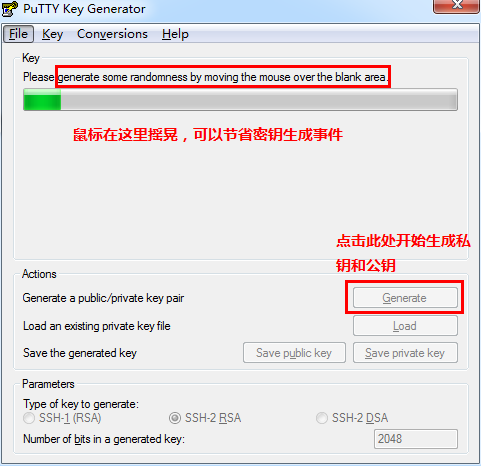 PuTTY Key Generator
File Key Conversions Help
Key
Please generate some randomness by moving the mouse over the blank area.
鼠标在这里摇晃，可以节省密钥生成事件
点击此处开始生成私
钥和公钥
Actions
Generate a public/private key pair
Generate
Load an existing private key file
Load
Save the generated key
Save public key
Save private key
Parameters
Type of key to generate:
SSH-1 (RSA)
SSH-2 RSA
SSH-2 DSA
Number of bits in a generated key:
2048